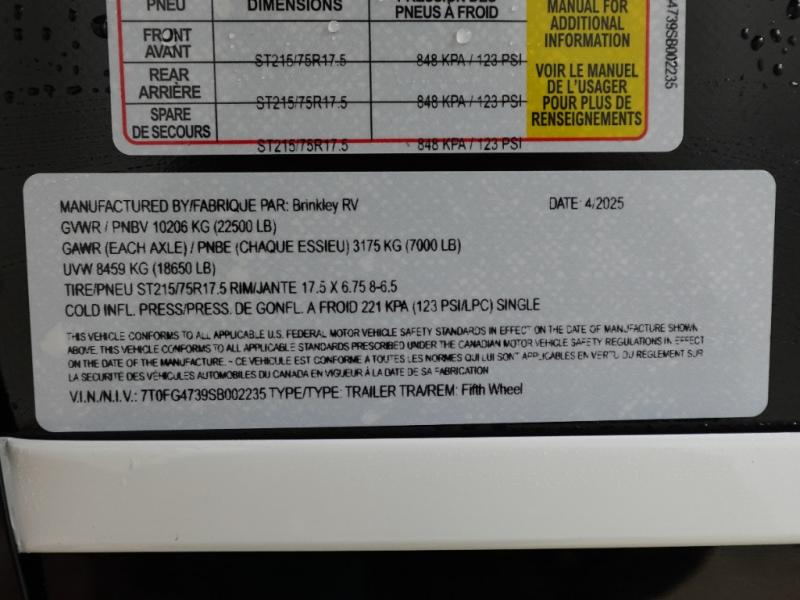 PNEU DIMENSIONS PRESSION DES PNEUS À FROID
FRONT
AVANT ST215/75R17.5 848 KPA / 123 PSI
REAR
ARRIÈRE ST215/75R17.5 848 KPA / 123 PSI
SPARE
DE SECOURS ST215/75R17.5 848 KPA / 123 PSI
MANUAL FOR
ADDITIONAL
INFORMATION
VOIR LE MANUEL
DE L'USAGER
POUR PLUS DE
RENSEIGNEMENTS
G4739SB002235
MANUFACTURED BY/FABRIQUE PAR: Brinkley RV DATE: 4/2025
GVWR / PNBV 10206 KG (22500 LB)
GAWR (EACH AXLE) / PNBE (CHAQUE ESSIEU) 3175 KG (7000 LB)
UVW 8459 KG (18650 LB)
TIRE/PNEU ST215/75R17.5 RIM/JANTE 17.5 X 6.75 8-6.5
COLD INFL. PRESS/PRESS. DE GONFL. A FROID 221 KPA (123 PSI/LPC) SINGLE
THIS VEHICLE CONFORMS TO ALL APPLICABLE U.S. FEDERAL MOTOR VEHICLE SAFETY STANDARDS IN EFFECT ON THE DATE OF MANUFACTURE SHOWN
ABOVE. THIS VEHICLE CONFORMS TO ALL APPLICABLE STANDARDS PRESCRIBED UNDER THE CANADIAN MOTOR VEHICLE SAFETY REGULATIONS IN EFFECT
ON THE DATE OF THE MANUFACTURE. - CE VEHICULE EST CONFORME A TOUTES LES NORMES QUI LUI SONT APPLICABLES EN VERTU DU REGLEMENT SUR
LA SECURITE DES VÉHICULES AUTOMOBILES DU CANADA EN VIGUEUR À LA DATE DE SA FABRICATION
V.I.N./N.I.V.: 7T0FG4739SB002235 TYPE/TYPE: TRAILER TRA/REM: Fifth Wheel